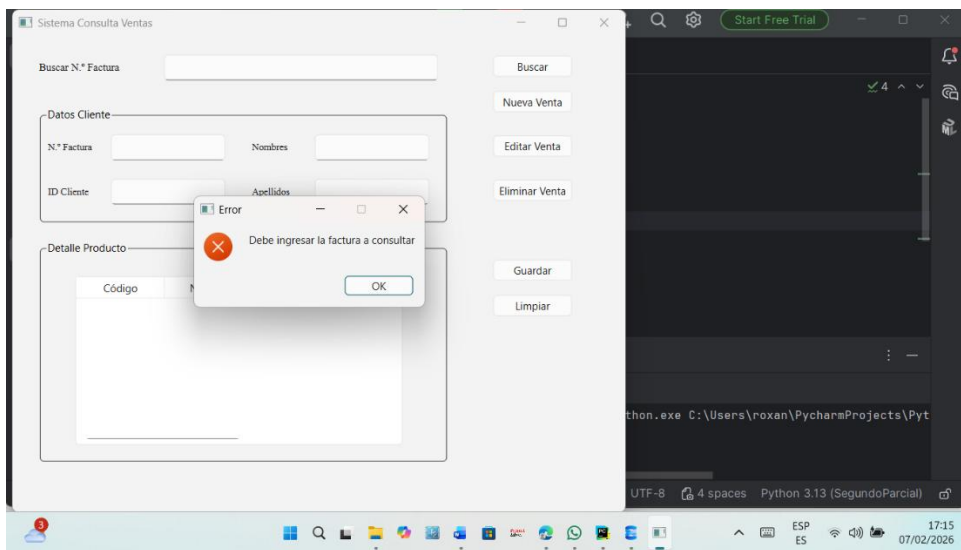 Sistema Consulta Ventas
Start Free Trial
Buscar N.º Factura
Buscar
Nueva Venta
4
Datos Cliente
N.º Factura
Nombres
Editar Venta
ID Cliente
Apellidos
Eliminar Venta
Error
Debe ingresar la factura a consultar
OK
Detalle Producto
Código
Guardar
Limpiar
thon.exe C:\Users\roxan\PycharmProjects\Pyt
UTF-8
4 spaces
Python 3.13 (SegundoParcial)
3
ESP
ES
17:15
07/02/2026